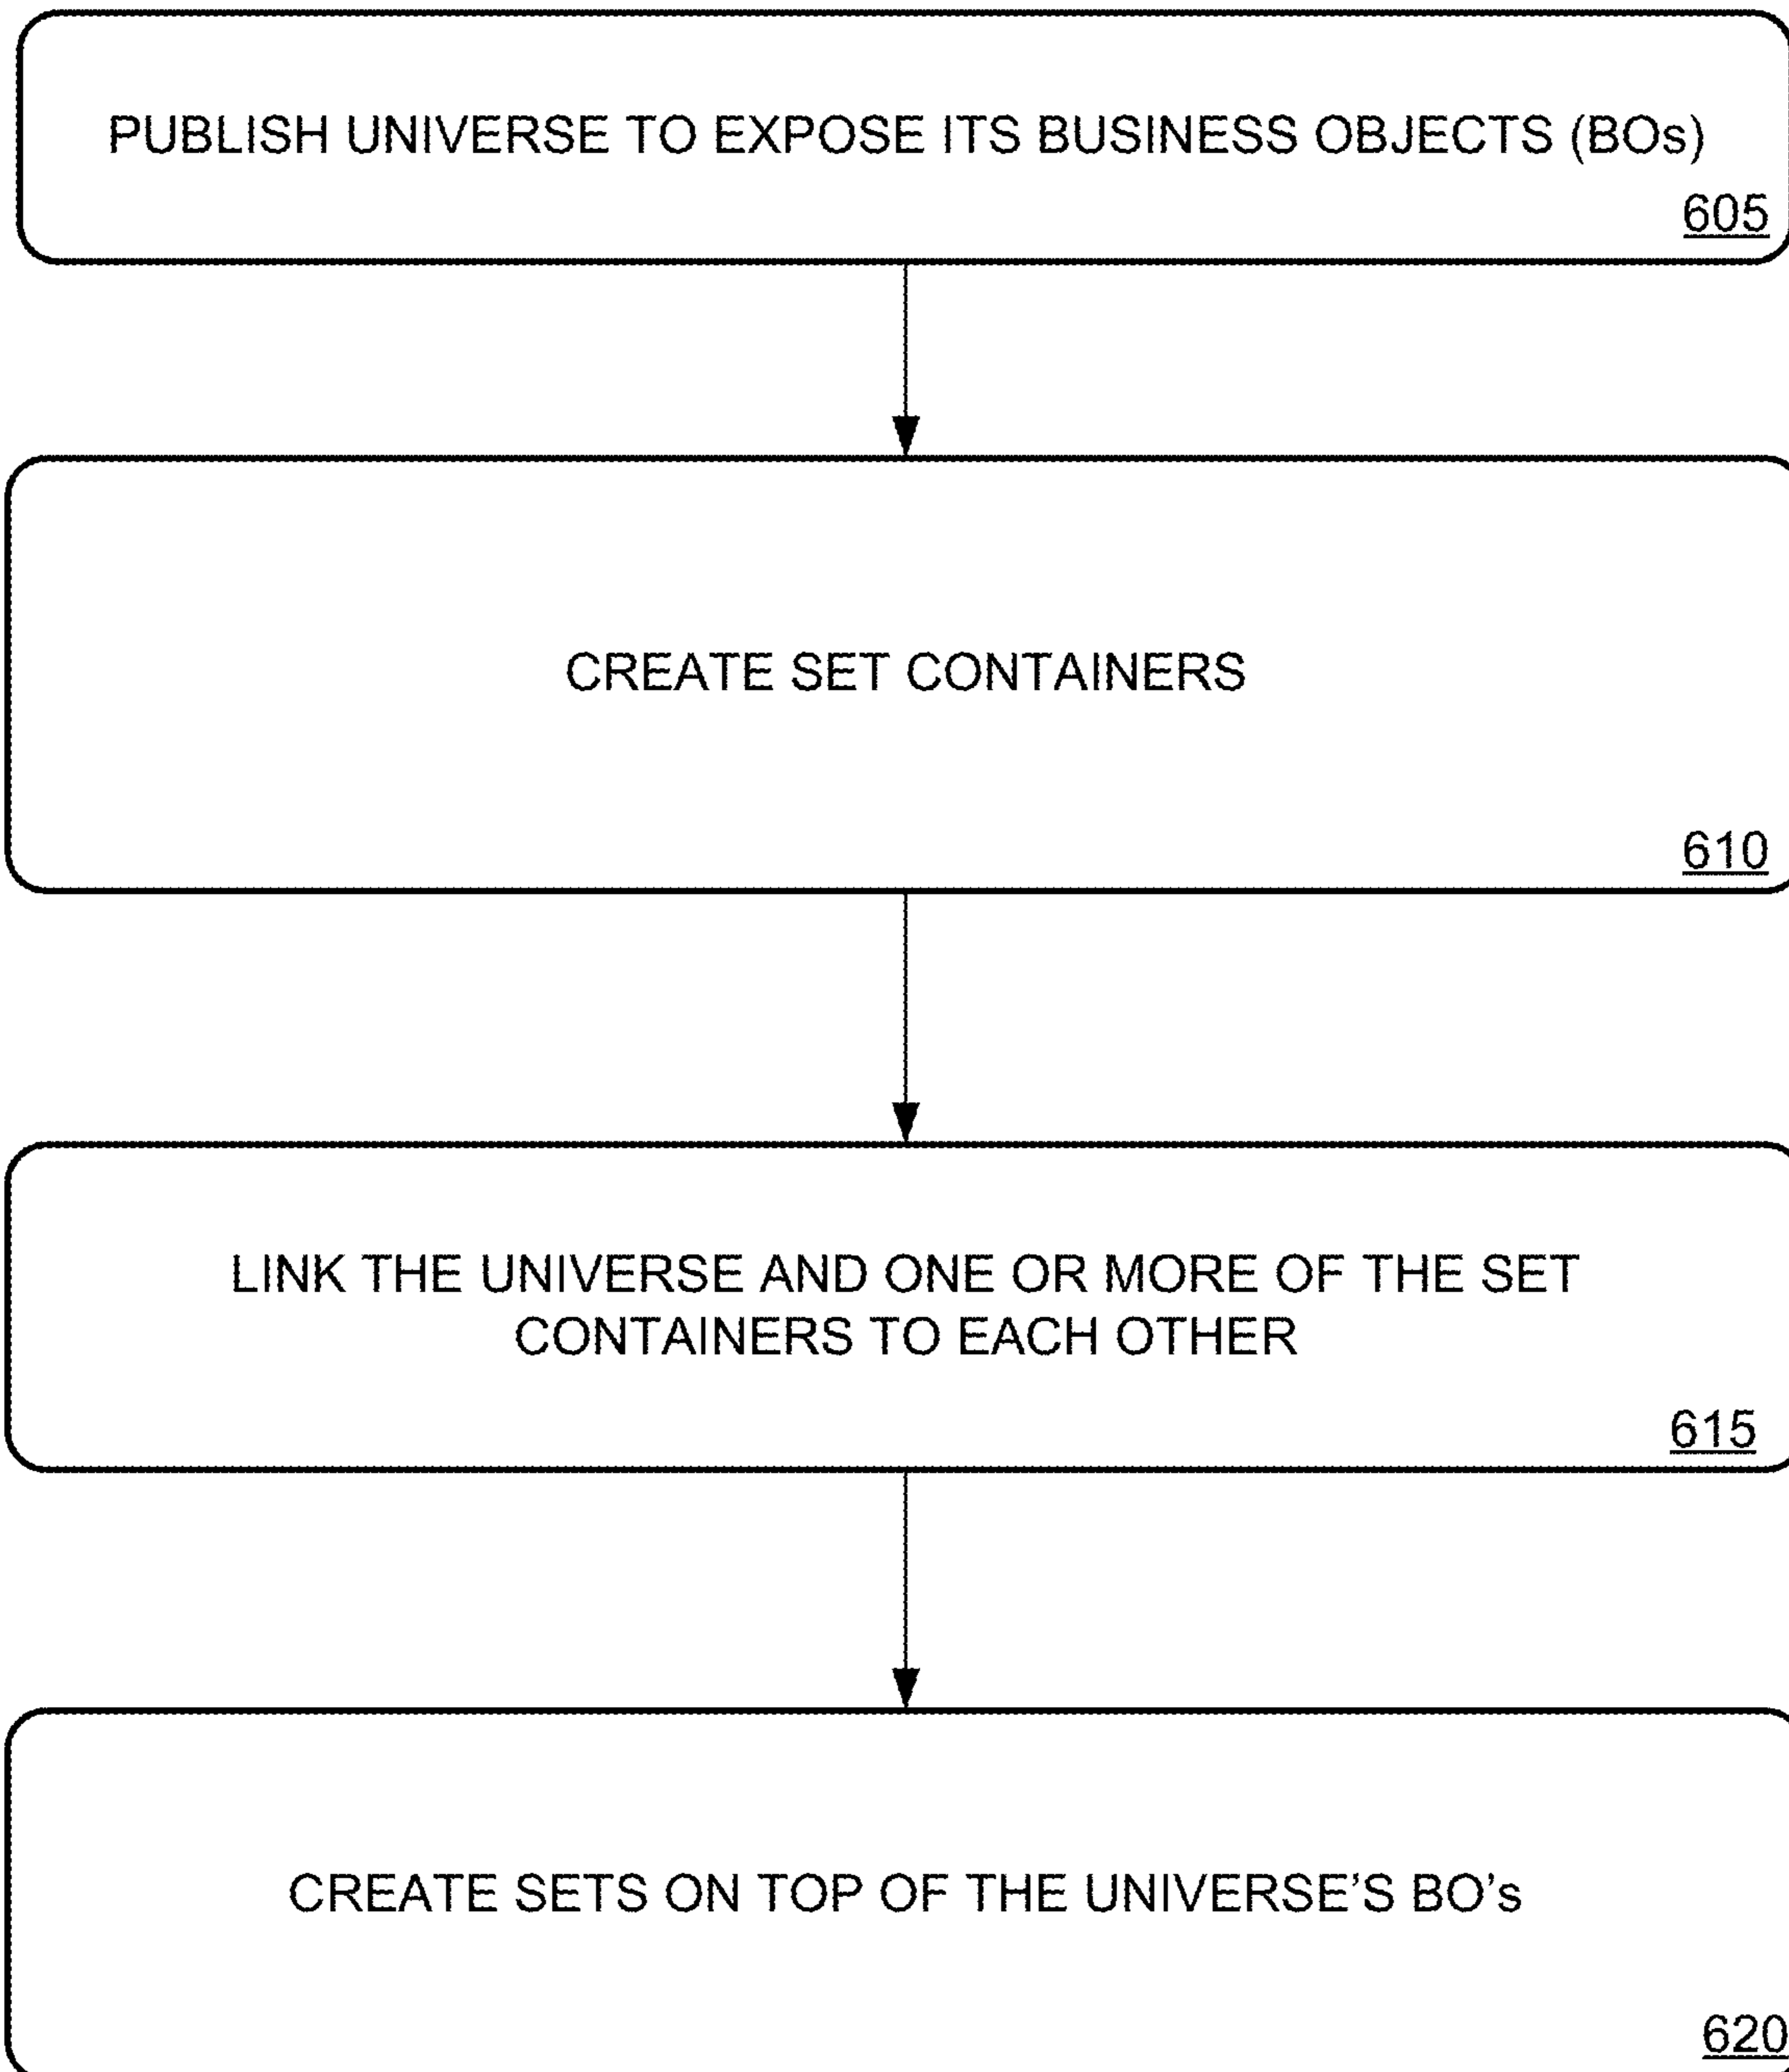 PUBLISH UNIVERSE TO EXPOSE ITS BUSINESS OBJECTS (BOs)
605
CREATE SET CONTAINERS
610
LINK THE UNIVERSE AND ONE OR MORE OF THE SET
CONTAINERS TO EACH OTHER
615
CREATE SETS ON TOP OF THE UNIVERSE'S BO's
620